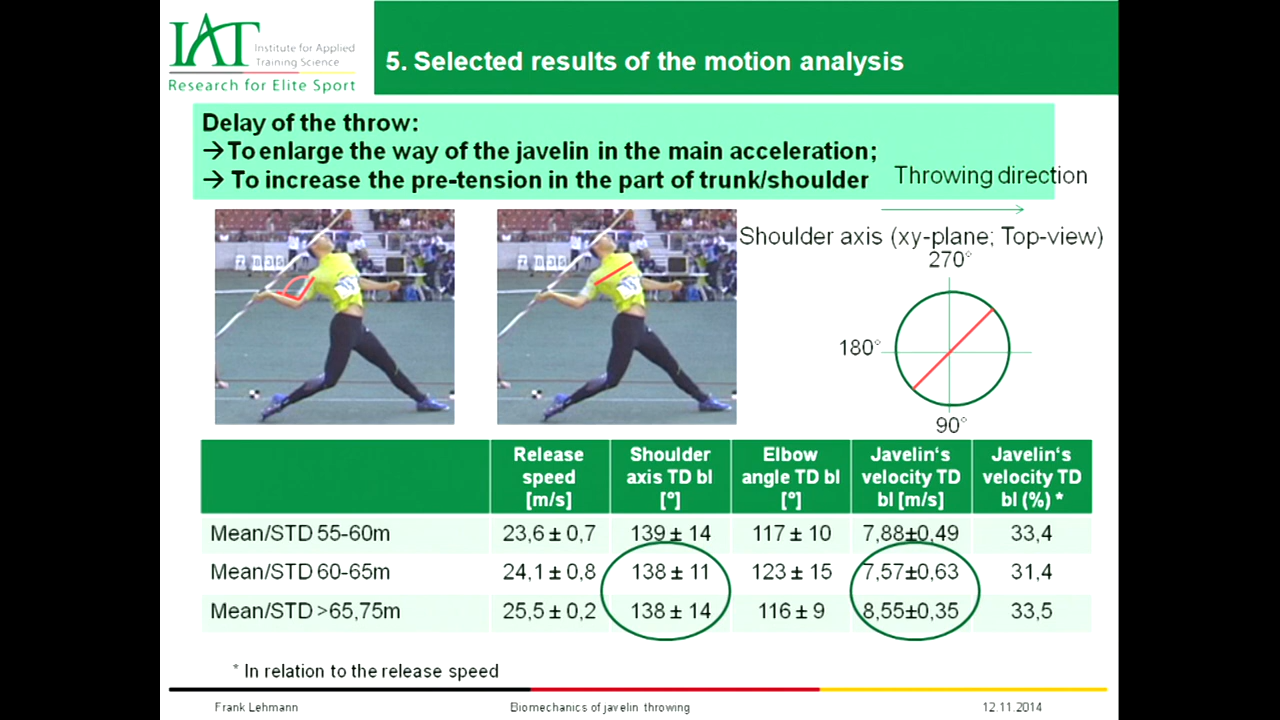 IAT
Institute for Applied
Training Science
Research for Elite Sport
5. Selected results of the motion analysis
Delay of the throw:
→To enlarge the way of the javelin in the main acceleration;
→ To increase the pre-tension in the part of trunk/shoulder
Throwing direction
Shoulder axis (xy-plane; Top-view)
270°
180°
90°
Release speed [m/s] Shoulder axis TD bl [°] Elbow angle TD bl [°] Javelin‘s velocity TD bl [m/s] Javelin‘s velocity TD bl (%) *
Mean/STD 55-60m 23,6 ± 0,7 139 ± 14 117 ± 10 7,88±0,49 33,4
Mean/STD 60-65m 24,1 ± 0,8 138 ± 11 123 ± 15 7,57±0,63 31,4
Mean/STD >65,75m 25,5 ± 0,2 138 ± 14 116 ± 9 8,55±0,35 33,5
* In relation to the release speed
Frank Lehmann Biomechanics of javelin throwing 12.11.2014